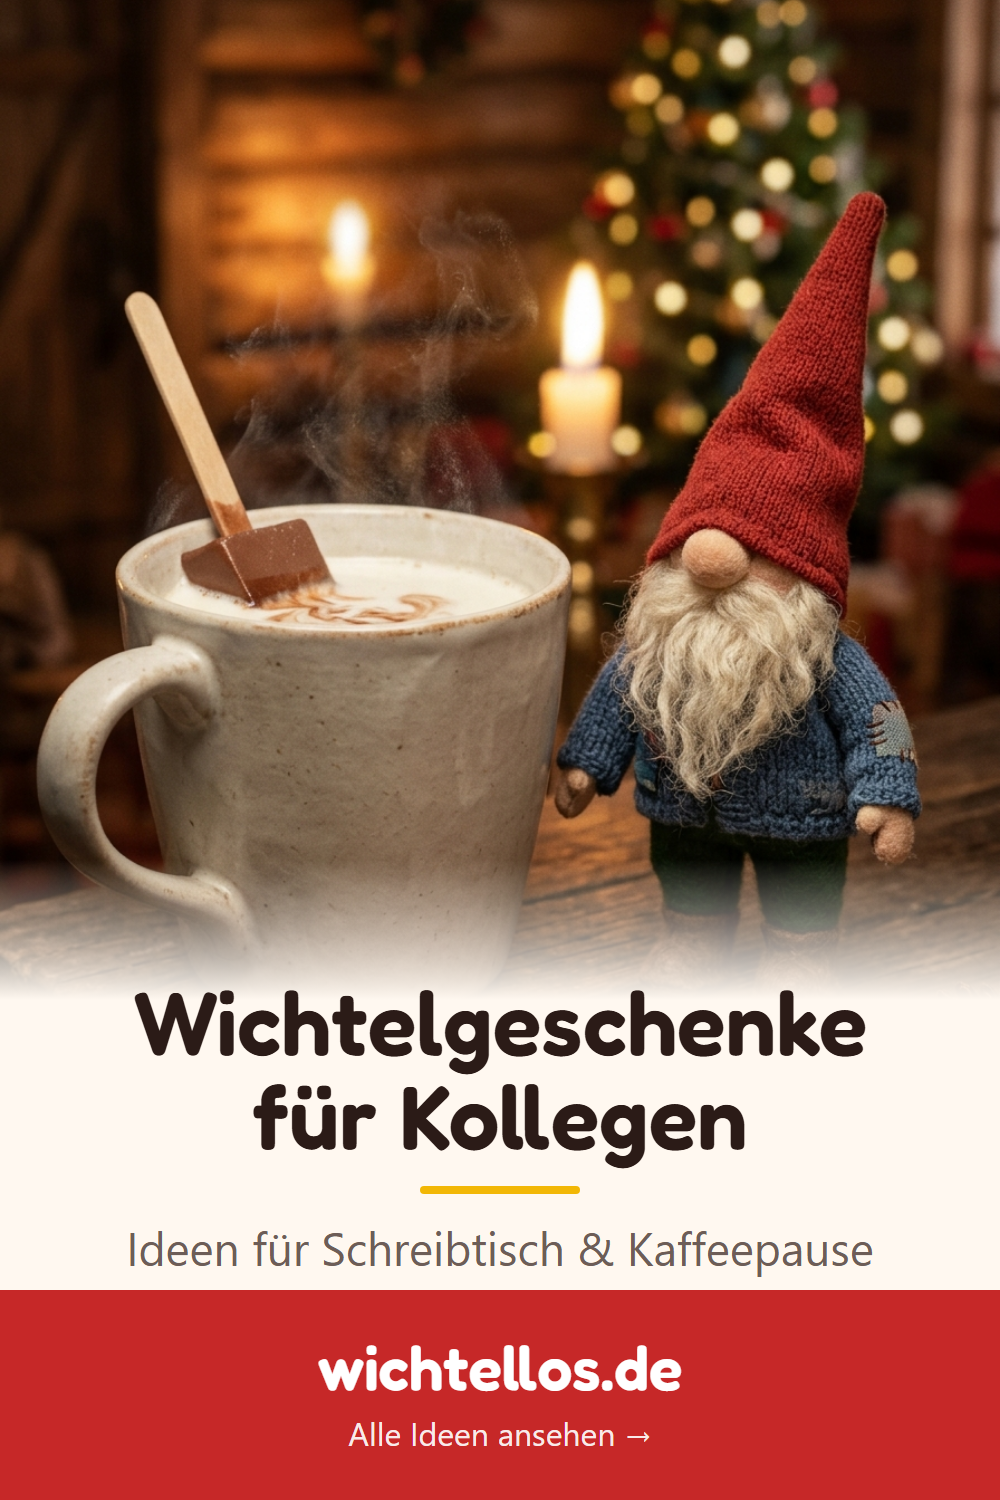 Wichtelgeschenke
für Kollegen
Ideen für Schreibtisch & Kaffeepause
wichtellos.de
Alle Ideen ansehen →